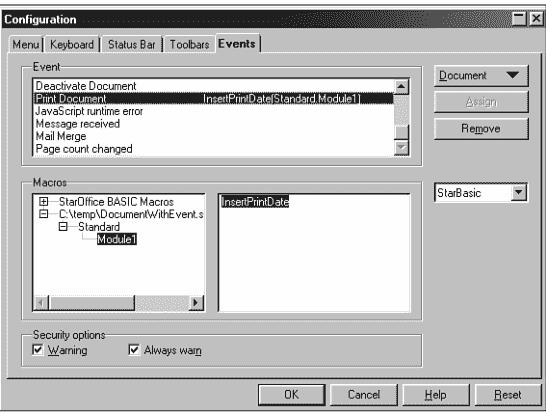 Configuration
Menu Keyboard Status Bar Toolbars Events
Event
Deactivate Document
Print Document InsertPrintDate(Standard.Module1)
JavaScript runtime error
Message received
Mail Merge
Page count changed
Document
Assign
Remove
Macros
StarOffice BASIC Macros
C:\temp\DocumentWithEvent.s
Standard
Module1
InsertPrintDate
StarBasic
Security options
Warning Always warn
OK Cancel Help Reset